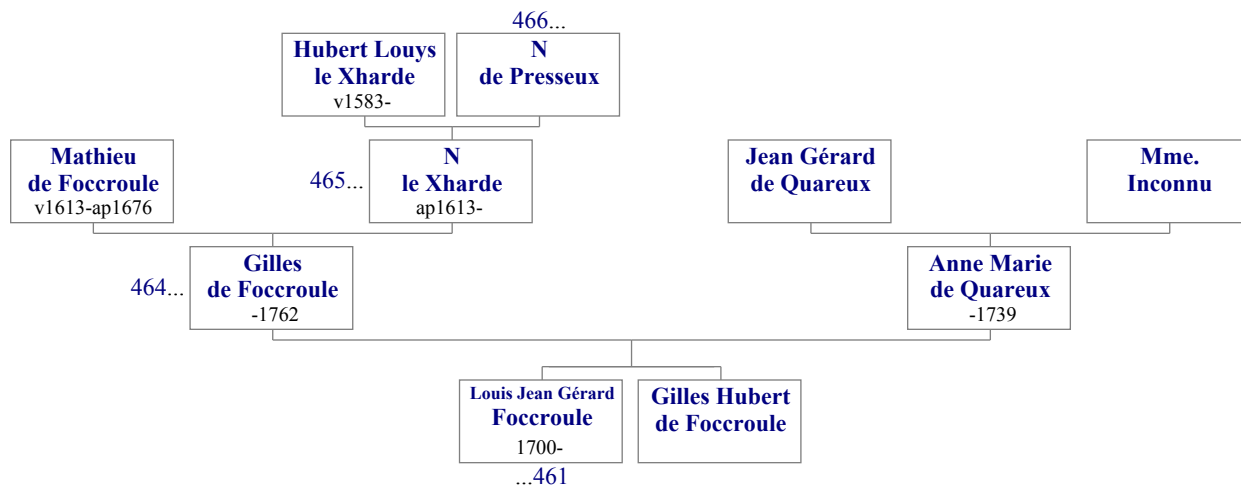 466...
Hubert Louys
le Xharde
v1583-
N
de Presseux
Mathieu
de Foccroule
v1613-ap1676
465...
N
le Xharde
ap1613-
Jean Gérard
de Quareux
Mme.
Inconnu
464...
Gilles
de Foccroule
-1762
Anne Marie
de Quareux
-1739
Louis Jean Gérard
Foccroule
1700-
Gilles Hubert
de Foccroule
...461